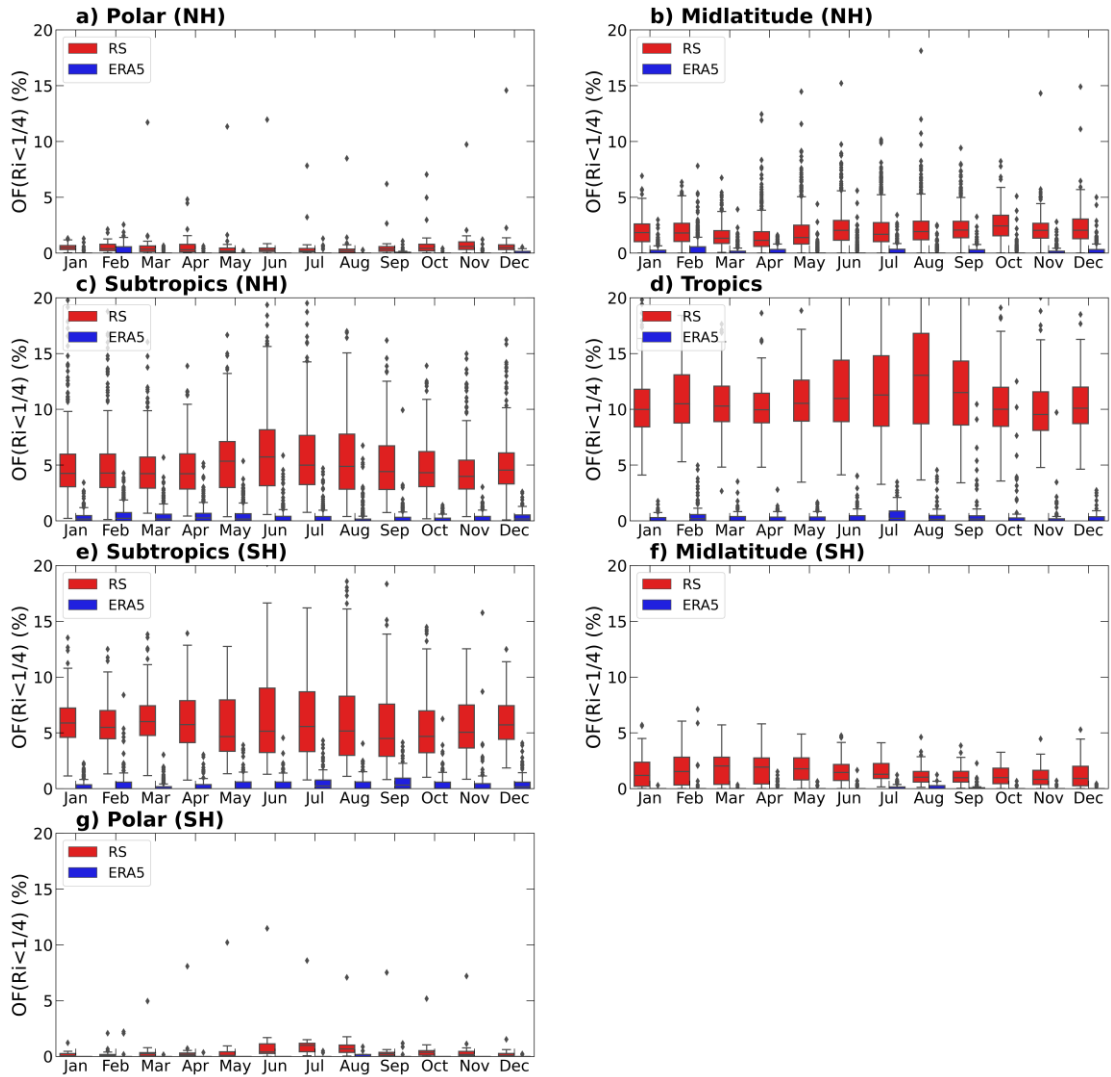 a) Polar (NH)
OF(Ri<1/4) (%)
20
15
10
5
0
RS
ERA5
Jan Feb Mar Apr May Jun Jul Aug Sep Oct Nov Dec
b) Midlatitude (NH)
OF(Ri<1/4) (%)
20
15
10
5
0
RS
ERA5
Jan Feb Mar Apr May Jun Jul Aug Sep Oct Nov Dec
c) Subtropics (NH)
OF(Ri<1/4) (%)
20
15
10
5
0
RS
ERA5
Jan Feb Mar Apr May Jun Jul Aug Sep Oct Nov Dec
d) Tropics
OF(Ri<1/4) (%)
20
15
10
5
0
RS
ERA5
Jan Feb Mar Apr May Jun Jul Aug Sep Oct Nov Dec
e) Subtropics (SH)
OF(Ri<1/4) (%)
20
15
10
5
0
RS
ERA5
Jan Feb Mar Apr May Jun Jul Aug Sep Oct Nov Dec
f) Midlatitude (SH)
OF(Ri<1/4) (%)
20
15
10
5
0
RS
ERA5
Jan Feb Mar Apr May Jun Jul Aug Sep Oct Nov Dec
g) Polar (SH)
OF(Ri<1/4) (%)
20
15
10
5
0
RS
ERA5
Jan Feb Mar Apr May Jun Jul Aug Sep Oct Nov Dec